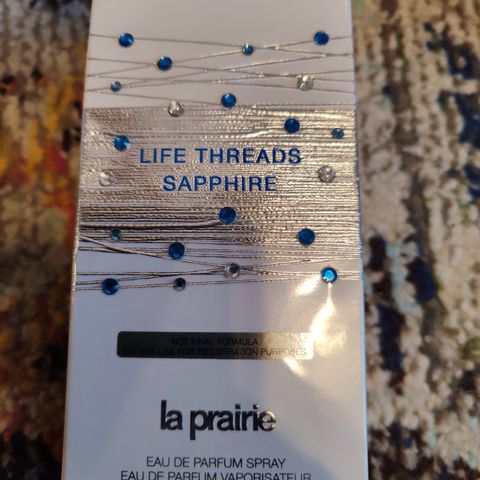 LIFE THREADS
SAPPHIRE
NOT FINAL FORMULA
DO NOT USE FOR REGISTRATION PURPOSES
la prairie
EAU DE PARFUM SPRAY
EAU DE PARFUM VAPORISATEUR